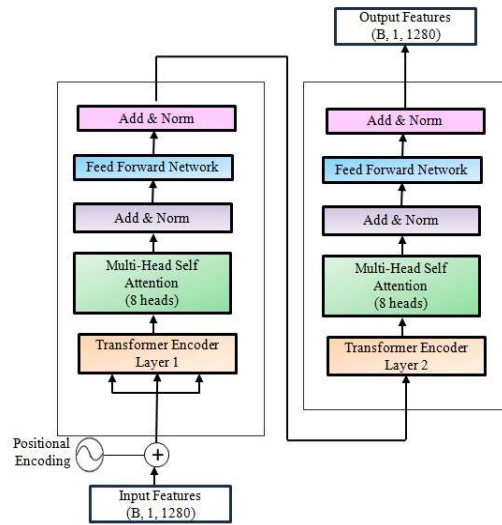 Output Features
(B, 1, 1280)
Add & Norm
Feed Forward Network
Add & Norm
Multi-Head Self
Attention
(8 heads)
Transformer Encoder
Layer 1
Positional
Encoding
Input Features
(B, 1, 1280)
Add & Norm
Feed Forward Network
Add & Norm
Multi-Head Self
Attention
(8 heads)
Transformer Encoder
Layer 2